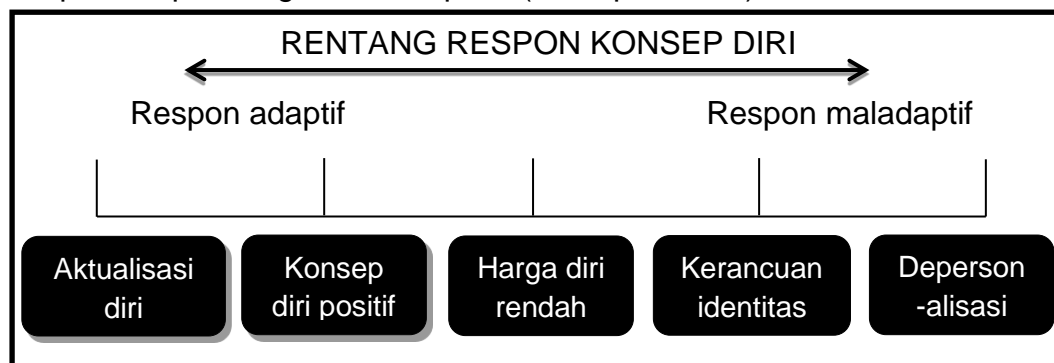 RENTANG RESPON KONSEP DIRI
Respon adaptif Respon maladaptif
Aktualisasi
diri
Konsep
diri positif
Harga diri
rendah
Kerancuan
identitas
Deperson
-alisasi